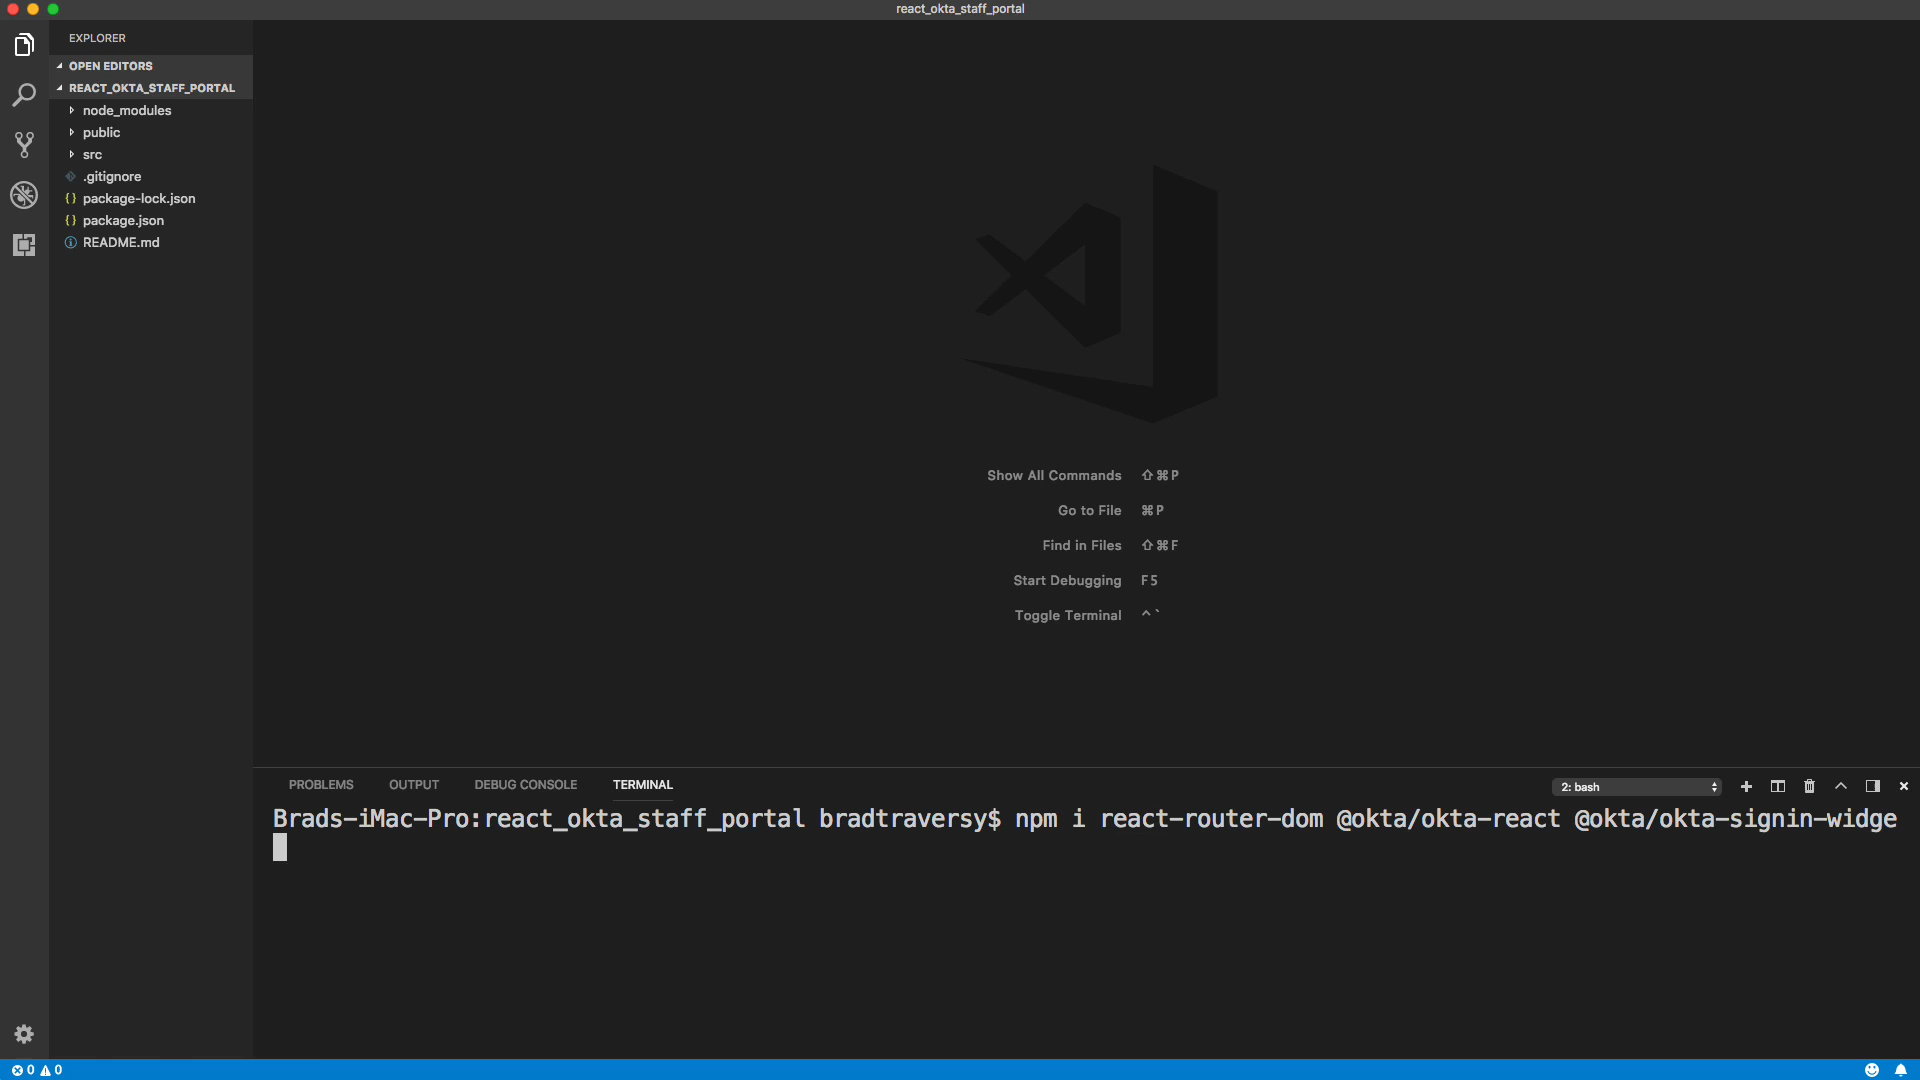 react_okta_staff_portal
EXPLORER
OPEN EDITORS
REACT_OKTA_STAFF_PORTAL
node_modules
public
src
.gitignore
{} package-lock.json
{} package.json
README.md
Show All Commands ⇧⌘P
Go to File ⌘P
Find in Files ⇧⌘F
Start Debugging F5
Toggle Terminal ^`
PROBLEMS OUTPUT DEBUG CONSOLE TERMINAL 2: bash
Brads-iMac-Pro:react_okta_staff_portal bradtraversy$ npm i react-router-dom @okta/okta-react @okta/okta-signin-widge
0 0